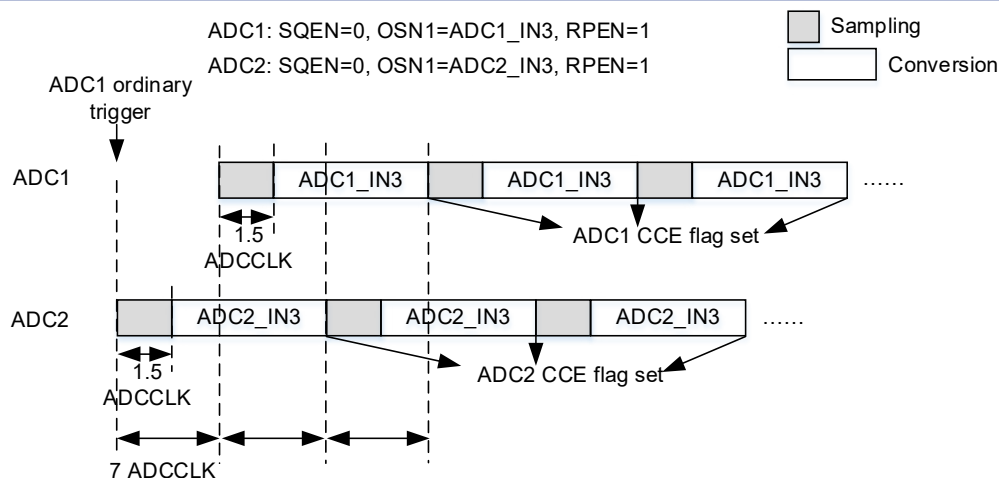 ADC1: SQEN=0, OSN1=ADC1_IN3, RPEN=1
ADC2: SQEN=0, OSN1=ADC2_IN3, RPEN=1
Sampling
Conversion
ADC1 ordinary
trigger
ADC1
ADC1_IN3
ADC1_IN3
ADC1_IN3
......
1.5
ADCCLK
ADC1 CCE flag set
ADC2
ADC2_IN3
ADC2_IN3
ADC2_IN3
......
1.5
ADCCLK
ADC2 CCE flag set
7 ADCCLK